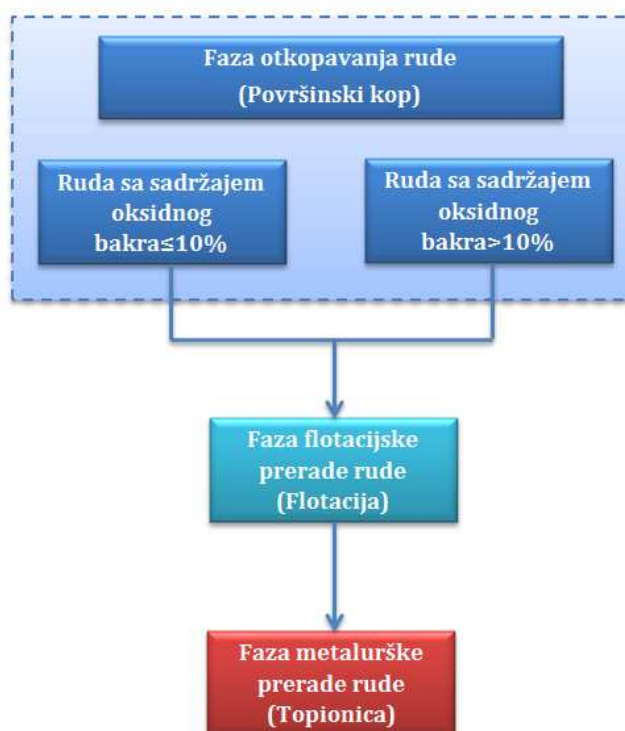 Faza otkopavanja rude
(Površinski kop)
Ruda sa sadržajem
oksidnog
bakra≤10%
Ruda sa sadržajem
oksidnog
bakra>10%
Faza flotacijske
prerade rude
(Flotacija)
Faza metalurške
prerade rude
(Topionica)